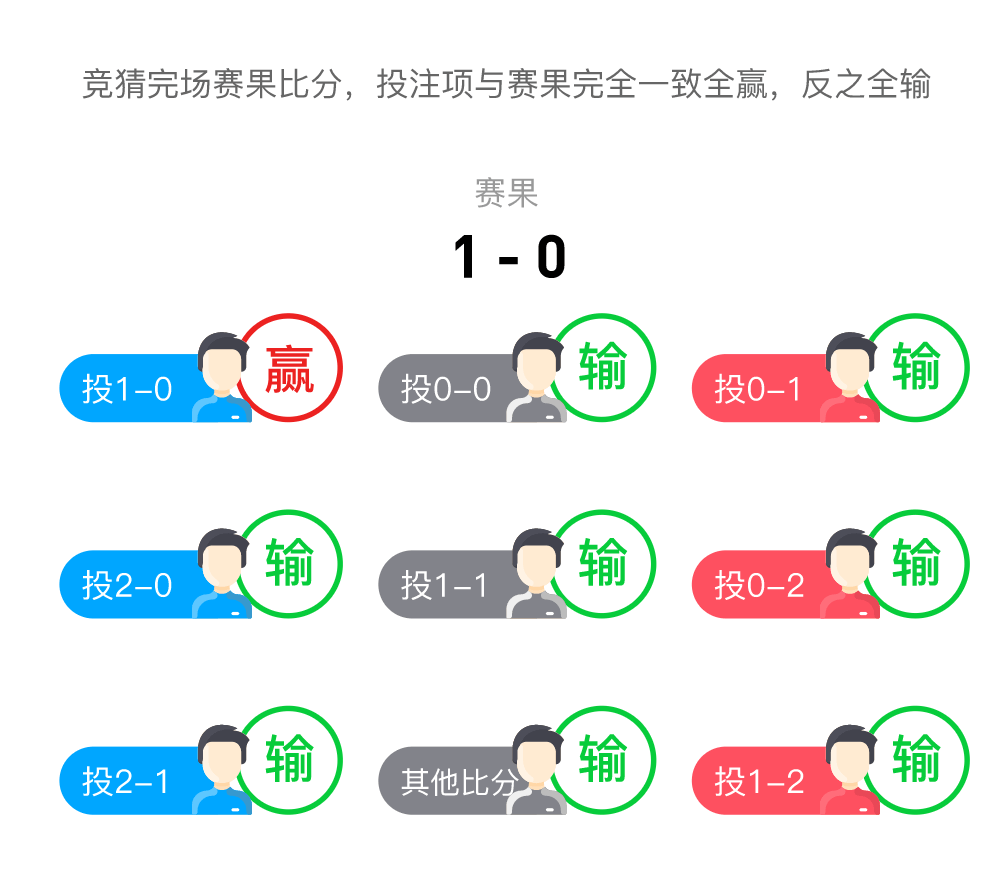 竞猜完场赛果比分，投注项与赛果完全一致全赢，反之全输
赛果
1 - 0
投1-0 赢 投0-0 输 投0-1 输
投2-0 输 投1-1 输 投0-2 输
投2-1 输 其他比分 输 投1-2 输